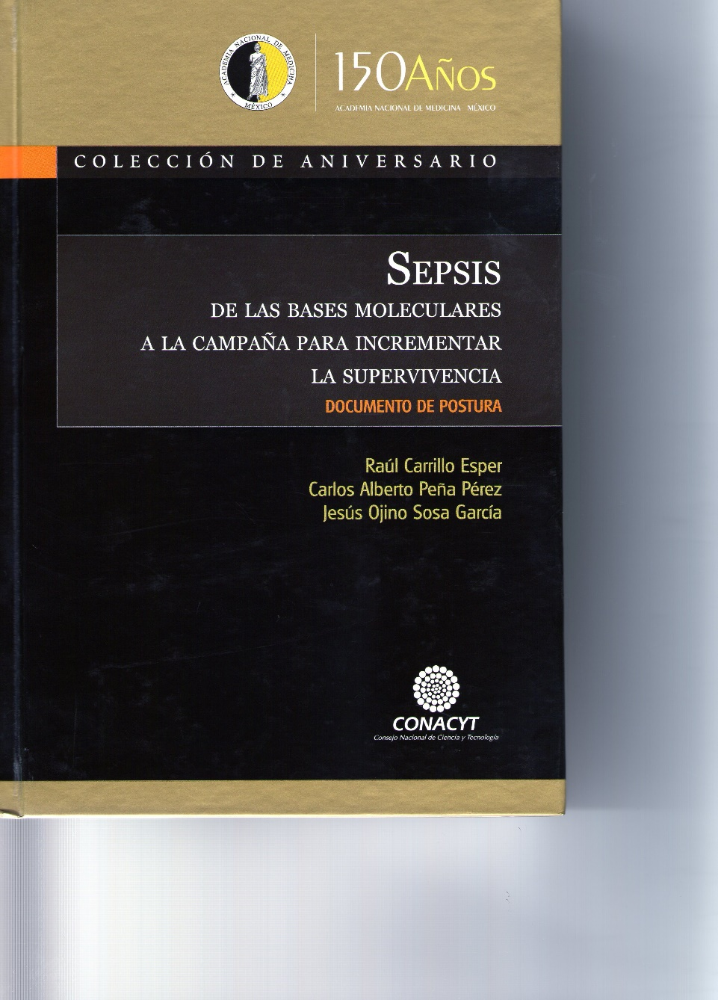 ACADEMIA NACIONAL DE MEDICINA
MÉXICO
150 AÑOS
ACADEMIA NACIONAL DE MEDICINA MÉXICO
COLECCIÓN DE ANIVERSARIO
SEPSIS
DE LAS BASES MOLECULARES
A LA CAMPAÑA PARA INCREMENTAR
LA SUPERVIVENCIA
DOCUMENTO DE POSTURA
Raúl Carrillo Esper
Carlos Alberto Peña Pérez
Jesús Ojino Sosa García
CONACYT
Consejo Nacional de Ciencia y Tecnología